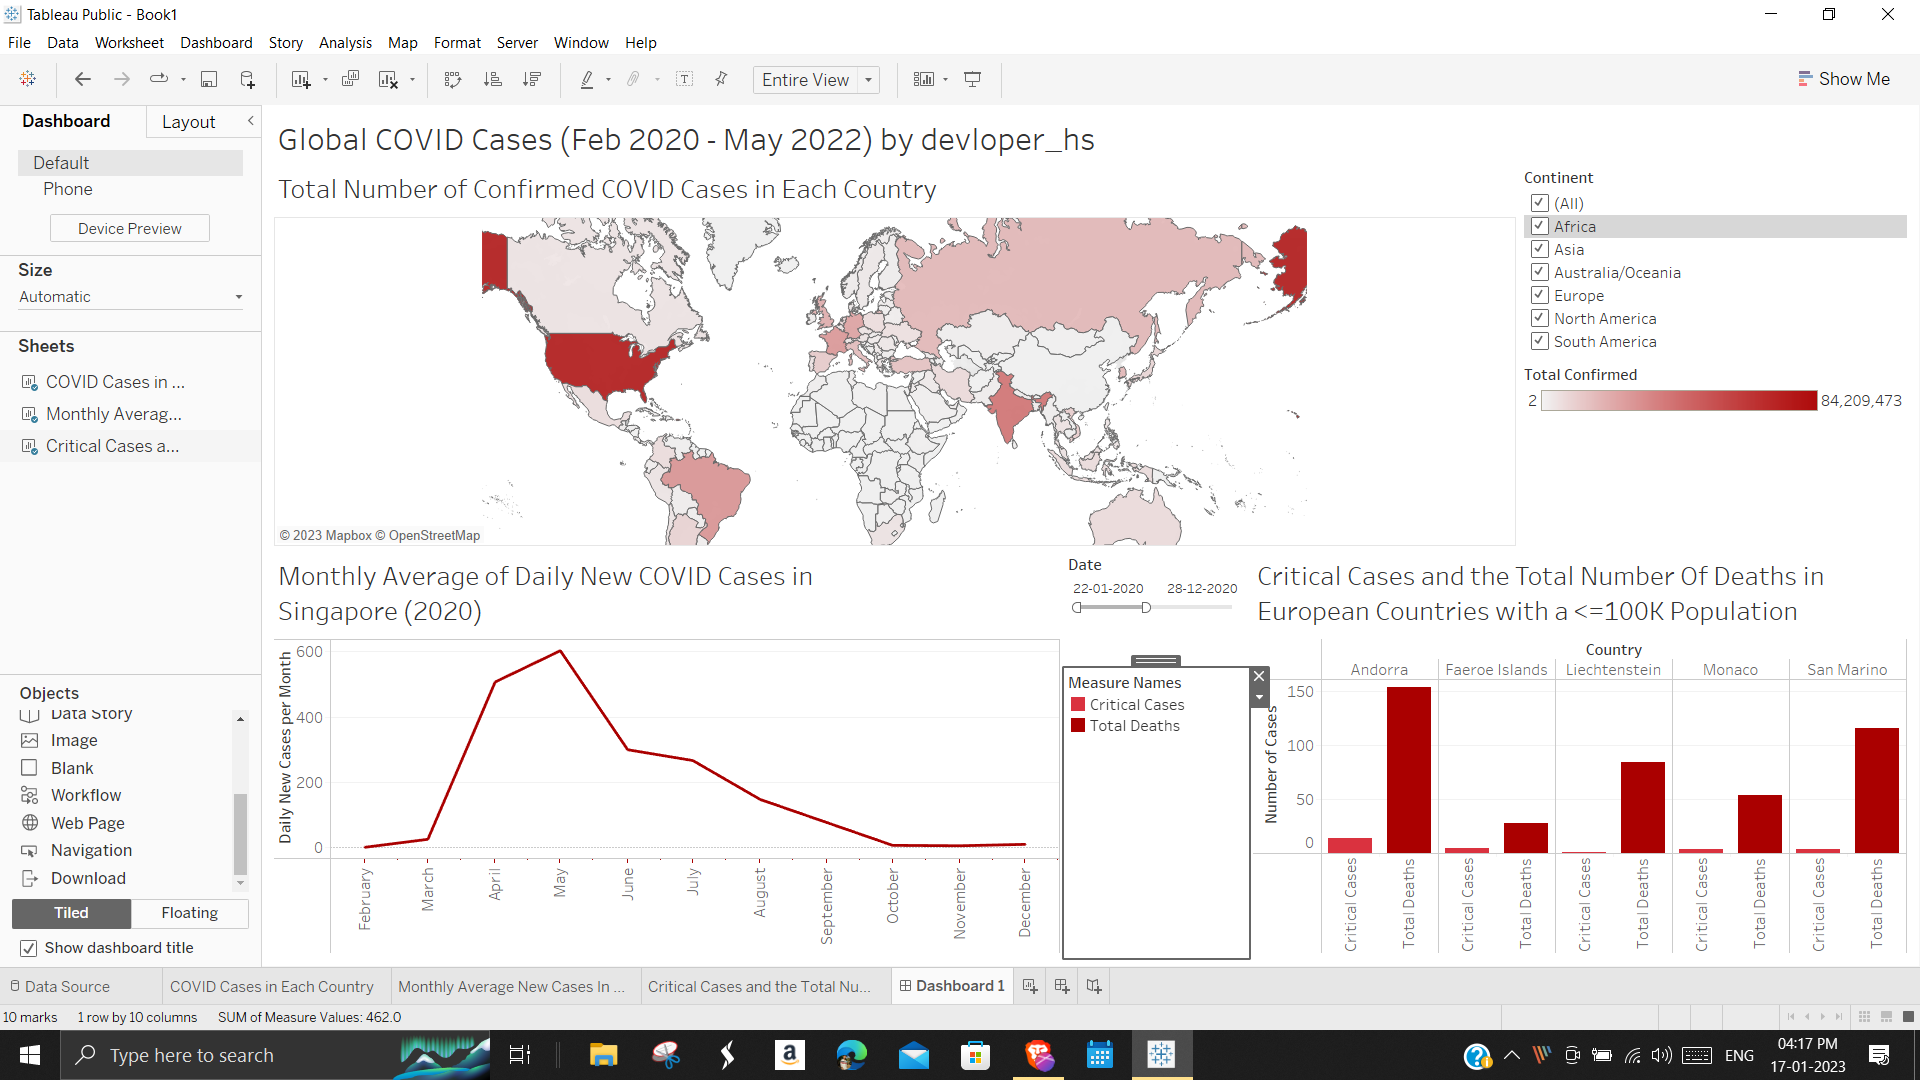 Tableau Public - Book1
File Data Worksheet Dashboard Story Analysis Map Format Server Window Help
Entire View
Show Me
Dashboard Layout
Default
Phone
Device Preview
Size
Automatic
Sheets
COVID Cases in ...
Monthly Averag...
Critical Cases a...
Objects
Data Story
Image
Blank
Workflow
Web Page
Navigation
Download
Tiled Floating
Show dashboard title
Global COVID Cases (Feb 2020 - May 2022) by devloper_hs
Total Number of Confirmed COVID Cases in Each Country
© 2023 Mapbox © OpenStreetMap
Continent
(All)
Africa
Asia
Australia/Oceania
Europe
North America
South America
Total Confirmed
2 84,209,473
Monthly Average of Daily New COVID Cases in
Singapore (2020)
Daily New Cases per Month
600
400
200
0
February
March
April
May
June
July
August
September
October
November
December
Date
22-01-2020 28-12-2020
Measure Names
Critical Cases
Total Deaths
Critical Cases and the Total Number Of Deaths in
European Countries with a <=100K Population
Country
Andorra Faeroe Islands Liechtenstein Monaco San Marino
Number of Cases
150
100
50
0
Critical Cases
Total Deaths
Critical Cases
Total Deaths
Critical Cases
Total Deaths
Critical Cases
Total Deaths
Critical Cases
Total Deaths
Data Source COVID Cases in Each Country Monthly Average New Cases In ... Critical Cases and the Total Nu... Dashboard 1
10 marks 1 row by 10 columns SUM of Measure Values: 462.0
Type here to search
a
ENG
04:17 PM
17-01-2023